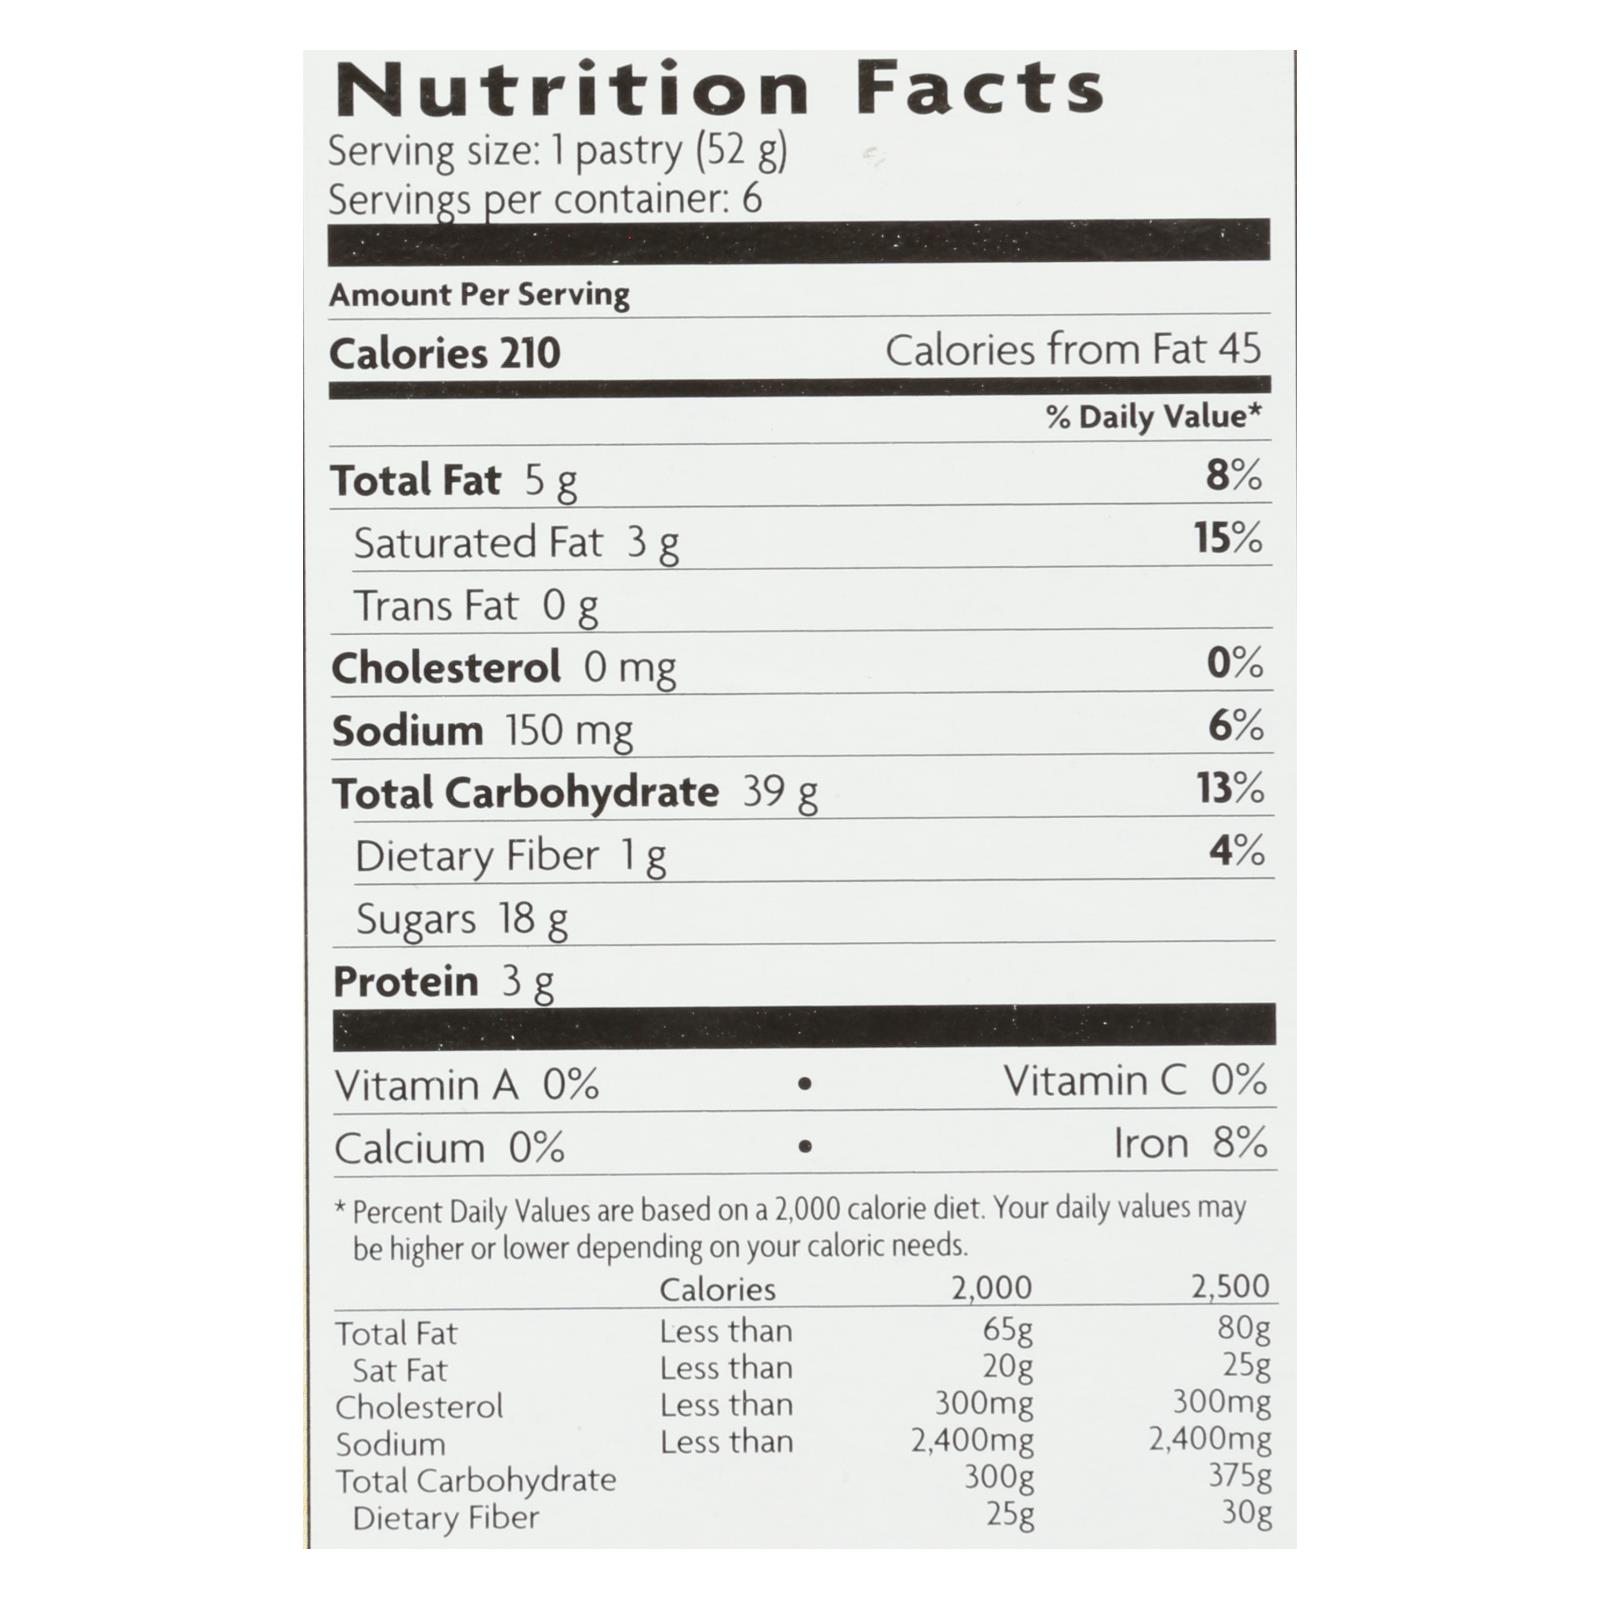 Nutrition Facts
Serving size: 1 pastry (52 g)
Servings per container: 6
Amount Per Serving
Calories 210 Calories from Fat 45
% Daily Value*
Total Fat 5 g 8%
Saturated Fat 3 g 15%
Trans Fat 0 g
Cholesterol 0 mg 0%
Sodium 150 mg 6%
Total Carbohydrate 39 g 13%
Dietary Fiber 1 g 4%
Sugars 18 g
Protein 3 g
Vitamin A 0% • Vitamin C 0%
Calcium 0% • Iron 8%
* Percent Daily Values are based on a 2,000 calorie diet. Your daily values may
be higher or lower depending on your caloric needs.
Calories 2,000 2,500
Total Fat Less than 65g 80g
Sat Fat Less than 20g 25g
Cholesterol Less than 300mg 300mg
Sodium Less than 2,400mg 2,400mg
Total Carbohydrate 300g 375g
Dietary Fiber 25g 30g